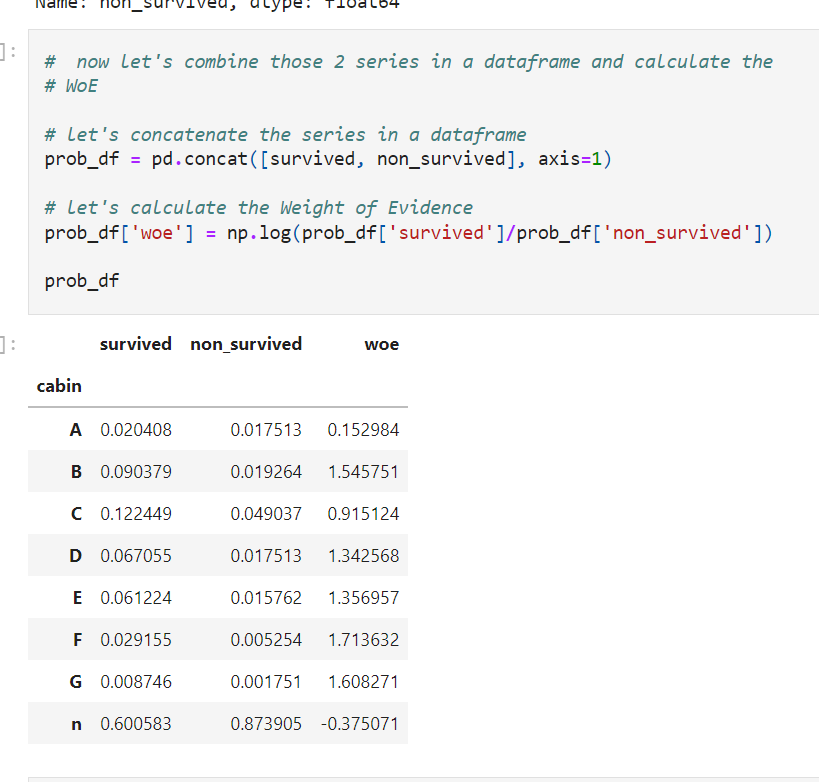 Name: non_survived, dtype: float64
]:
#  now let's combine those 2 series in a dataframe and calculate the
# WoE
# let's concatenate the series in a dataframe
prob_df = pd.concat([survived, non_survived], axis=1)
# let's calculate the Weight of Evidence
prob_df['woe'] = np.log(prob_df['survived']/prob_df['non_survived'])
prob_df
]:
survived non_survived woe
cabin
A 0.020408 0.017513 0.152984
B 0.090379 0.019264 1.545751
C 0.122449 0.049037 0.915124
D 0.067055 0.017513 1.342568
E 0.061224 0.015762 1.356957
F 0.029155 0.005254 1.713632
G 0.008746 0.001751 1.608271
n 0.600583 0.873905 -0.375071